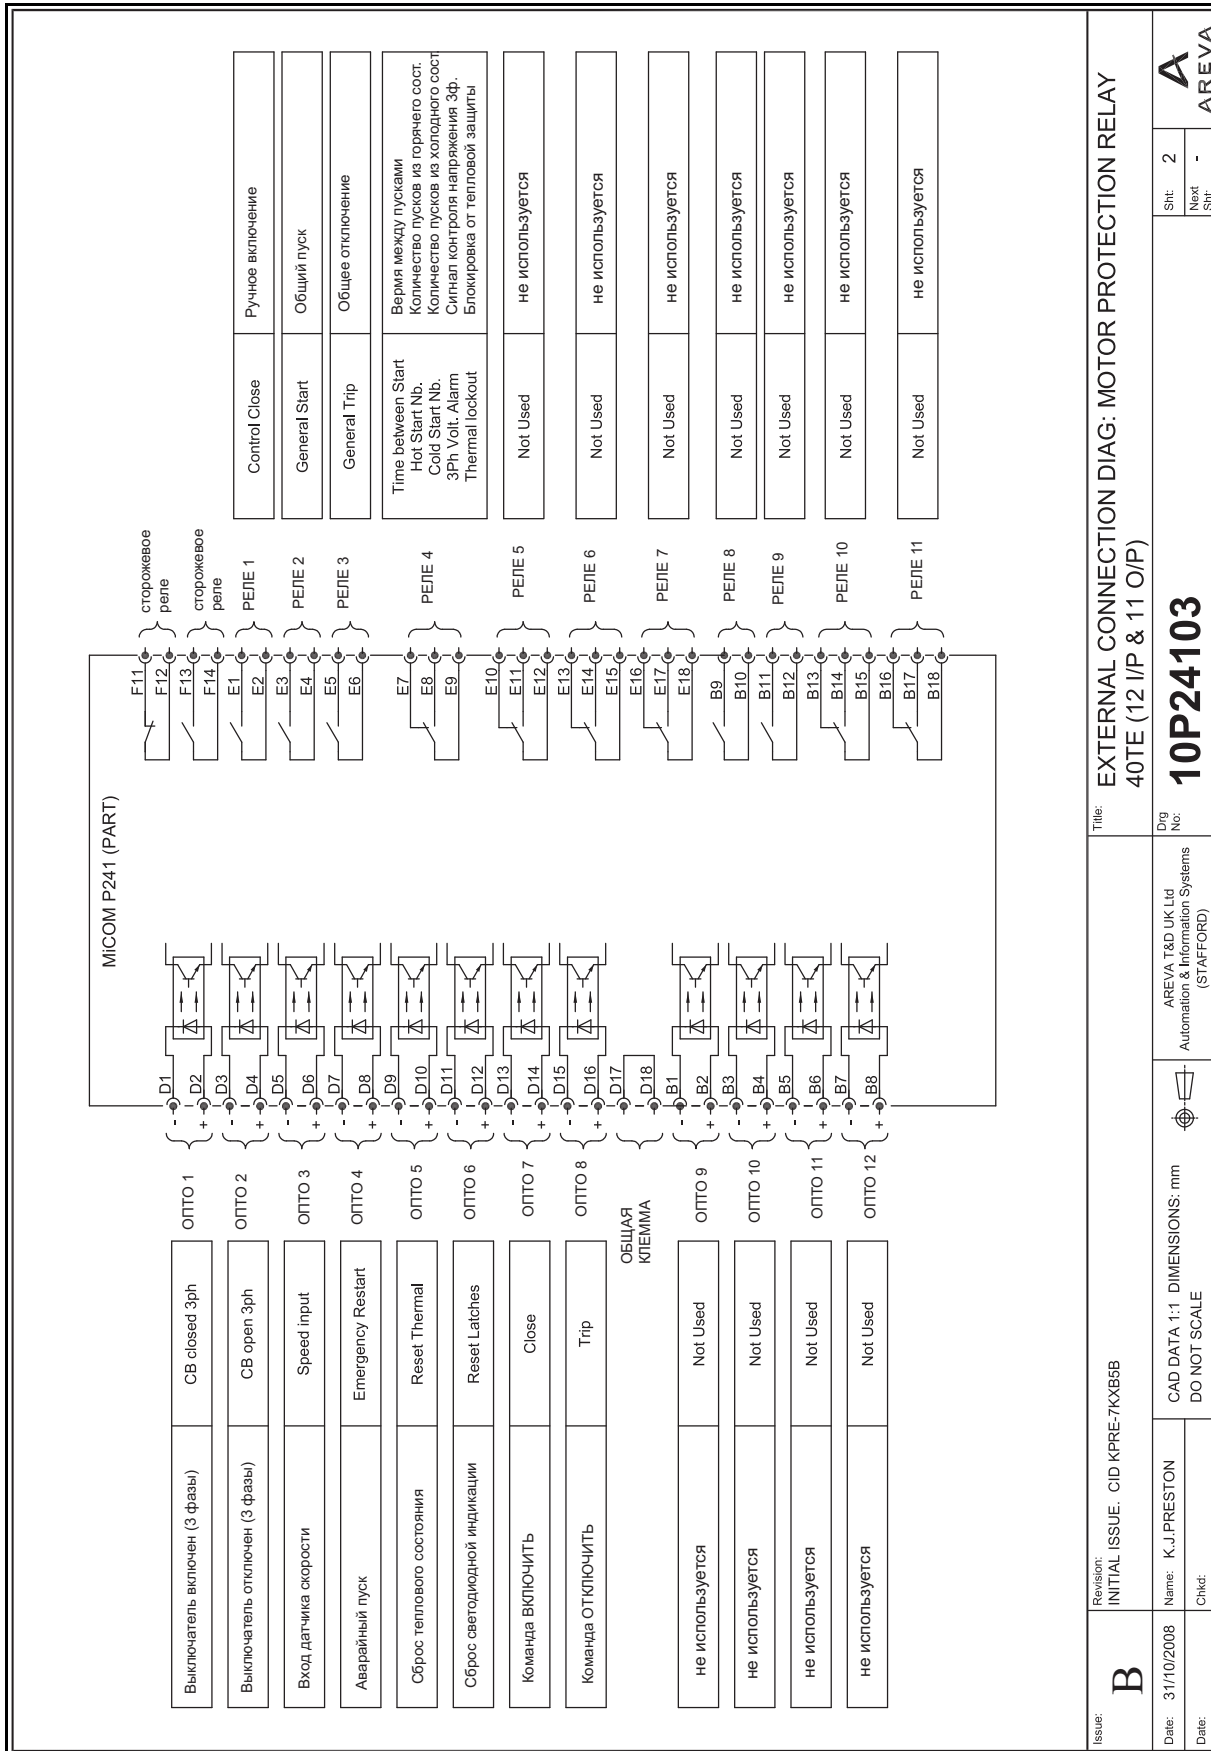 MiCOM P241 (PART)
Выключатель включен (3 фазы)
CB closed 3ph
ОПТО 1
-
D1
+
D2
Выключатель отключен (3 фазы)
CB open 3ph
ОПТО 2
-
D3
+
D4
Вход датчика скорости
Speed input
ОПТО 3
-
D5
+
D6
Аварайный пуск
Emergency Restart
ОПТО 4
-
D7
+
D8
Сброс теплового состояния
Reset Thermal
ОПТО 5
-
D9
+
D10
Сброс светодиодной индикации
Reset Latches
ОПТО 6
-
D11
+
D12
Команда ВКЛЮЧИТЬ
Close
ОПТО 7
-
D13
+
D14
Команда ОТКЛЮЧИТЬ
Trip
ОПТО 8
-
D15
+
D16
ОБЩАЯ
КЛЕММА
D17
D18
не используется
Not Used
ОПТО 9
-
B1
+
B2
не используется
Not Used
ОПТО 10
-
B3
+
B4
не используется
Not Used
ОПТО 11
-
B5
+
B6
не используется
Not Used
ОПТО 12
-
B7
+
B8
F11
F12
сторожевое
реле
F13
F14
сторожевое
реле
E1
E2
РЕЛЕ 1
Control Close
Ручное включение
E3
E4
РЕЛЕ 2
General Start
Общий пуск
E5
E6
РЕЛЕ 3
General Trip
Общее отключение
E7
E8
E9
РЕЛЕ 4
Time between Start
Hot Start Nb.
Cold Start Nb.
3Ph Volt. Alarm
Thermal lockout
Вермя между пусками
Количество пусков из горячего сост.
Количество пусков из холодного сост
Сигнал контроля напряжения 3ф.
Блокировка от тепловой защиты
E10
E11
E12
РЕЛЕ 5
Not Used
не используется
E13
E14
E15
РЕЛЕ 6
Not Used
не используется
E16
E17
E18
РЕЛЕ 7
Not Used
не используется
B9
B10
РЕЛЕ 8
Not Used
не используется
B11
B12
РЕЛЕ 9
Not Used
не используется
B13
B14
B15
РЕЛЕ 10
Not Used
не используется
B16
B17
B18
РЕЛЕ 11
Not Used
не используется
Issue:
B
Revision:
INITIAL ISSUE. CID KPRE-7KXB5B
Title:
EXTERNAL CONNECTION DIAG: MOTOR PROTECTION RELAY
40TE (12 I/P & 11 O/P)
Date: 31/10/2008
Name: K.J.PRESTON
Date:
Chkd:
CAD DATA 1:1 DIMENSIONS: mm
DO NOT SCALE
AREVA T&D UK Ltd
Automation & Information Systems
(STAFFORD)
Drg
No:
10P24103
Sht: 2
Next
Sht: -
AREVA